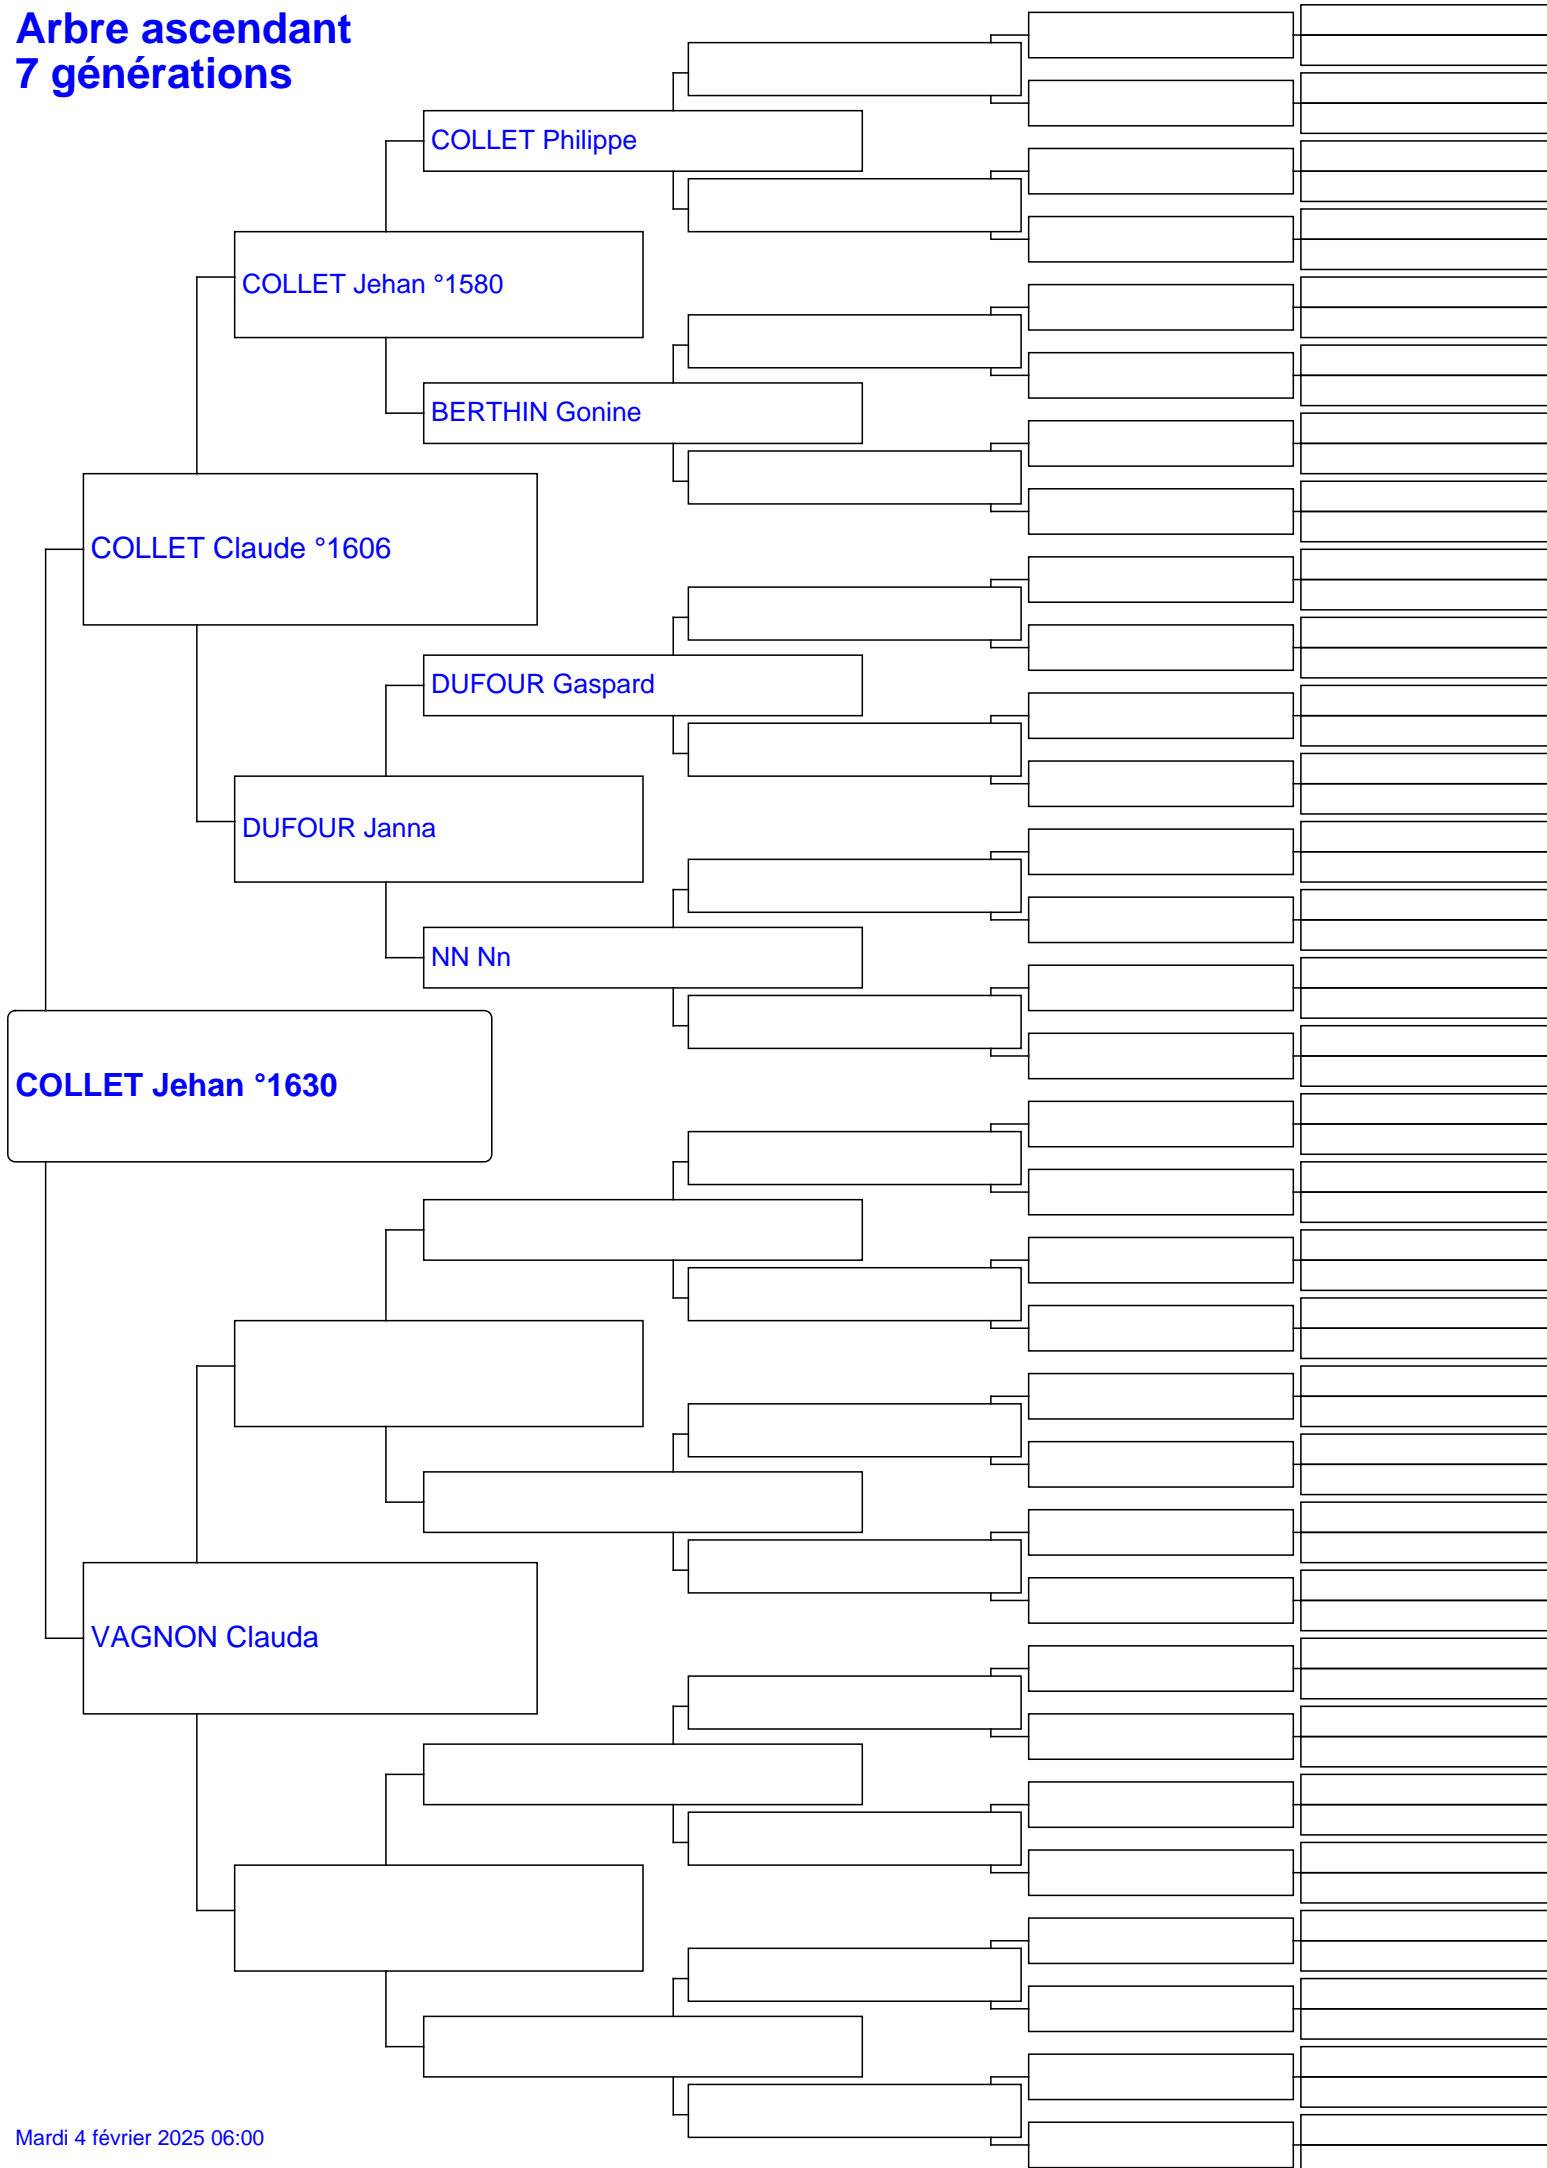 Arbre ascendant
7 générations
COLLET Philippe
COLLET Jehan °1580
BERTHIN Gonine
COLLET Claude °1606
DUFOUR Gaspard
DUFOUR Janna
NN Nn
COLLET Jehan °1630
VAGNON Clauda
Mardi 4 février 2025 06:00